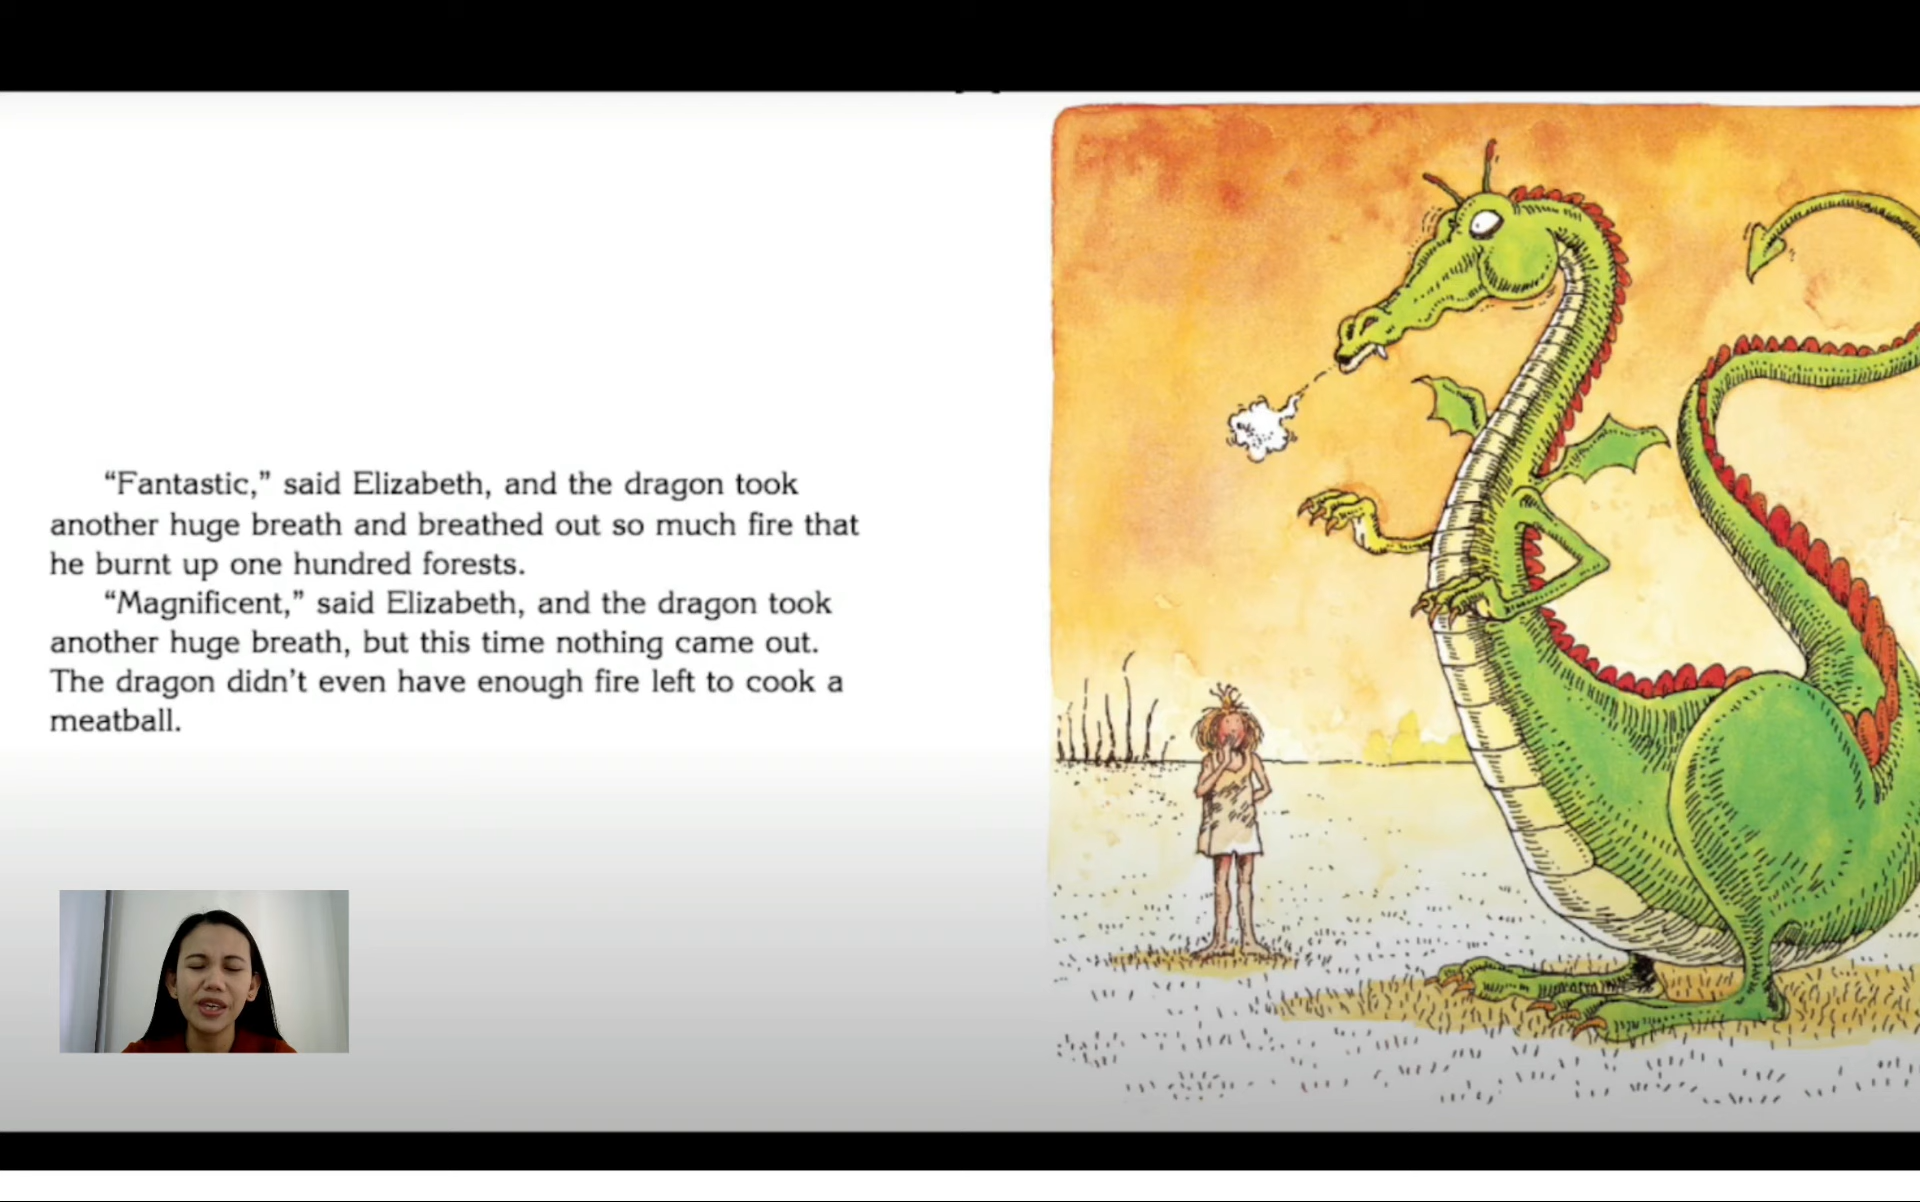 “Fantastic,” said Elizabeth, and the dragon took
another huge breath and breathed out so much fire that
he burnt up one hundred forests.
“Magnificent,” said Elizabeth, and the dragon took
another huge breath, but this time nothing came out.
The dragon didn’t even have enough fire left to cook a
meatball.